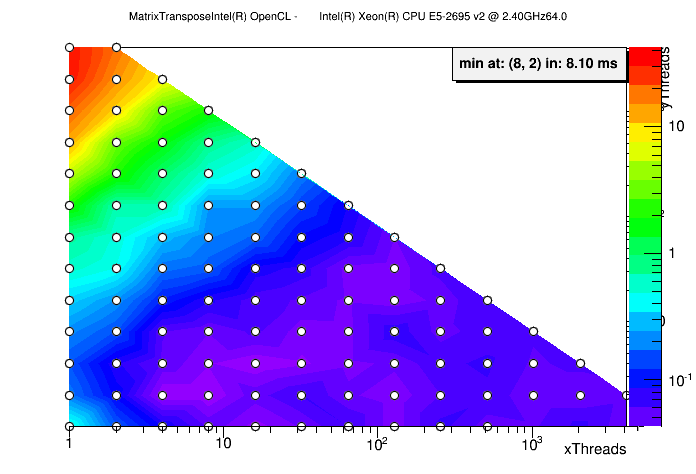 MatrixTransposeIntel(R) OpenCL - Intel(R) Xeon(R) CPU E5-2695 v2 @ 2.40GHz64.0
min at: (8, 2) in: 8.10 ms
yThreads
10
1
10⁻¹
1 10 10² 10³
xThreads